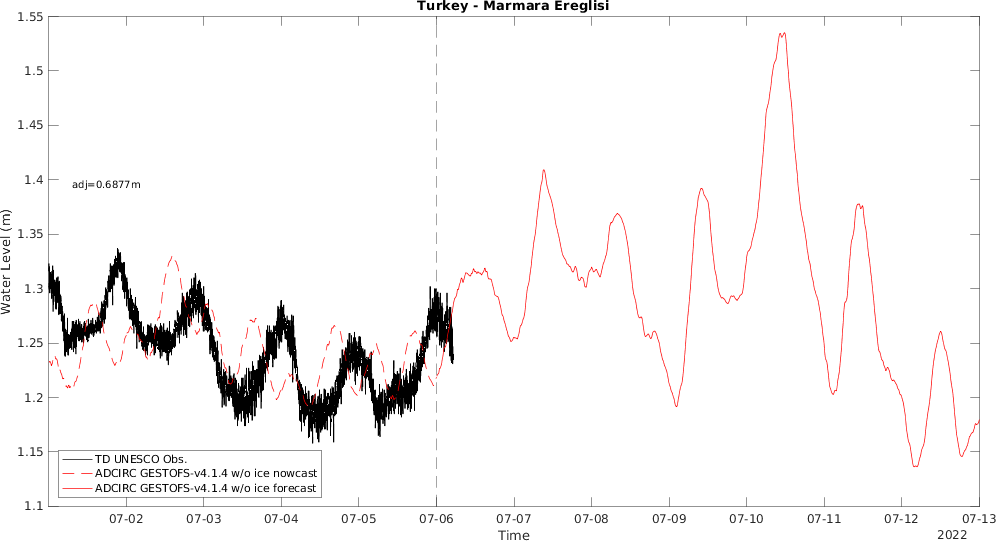 Turkey - Marmara Ereglisi
1.55
1.5
1.45
1.4
1.35
1.3
1.25
1.2
1.15
1.1
Water Level (m)
adj=0.6877m
TD UNESCO Obs.
ADCIRC GESTOFS-v4.1.4 w/o ice nowcast
ADCIRC GESTOFS-v4.1.4 w/o ice forecast
07-02 07-03 07-04 07-05 07-06 07-07 07-08 07-09 07-10 07-11 07-12 07-13
Time
2022